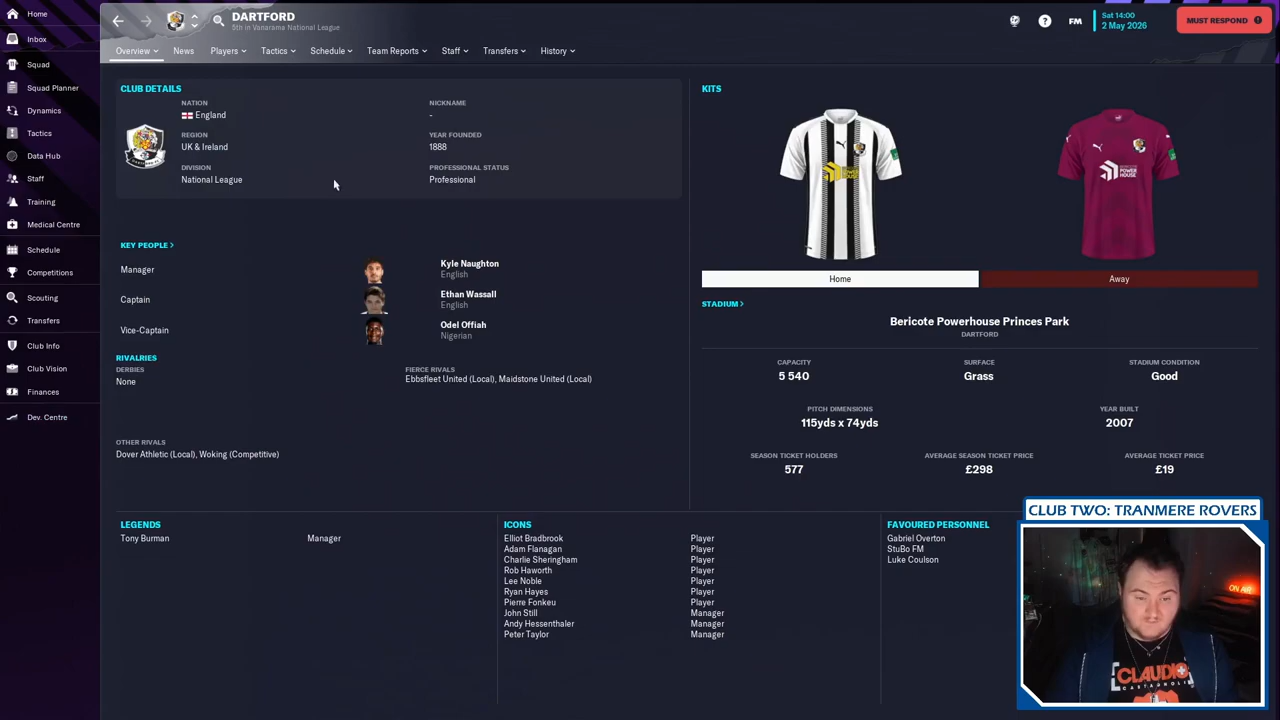 DARTFORD
5th in Vanarama National League
FM
Sat 14:00
2 May 2026
MUST RESPOND
Home
Inbox
Squad
Squad Planner
Dynamics
Tactics
Data Hub
Staff
Training
Medical Centre
Schedule
Competitions
Scouting
Transfers
Club Info
Club Vision
Finances
Dev. Centre
Overview
News
Players
Tactics
Schedule
Team Reports
Staff
Transfers
History
CLUB DETAILS
NATION
England
NICKNAME
-
REGION
UK & Ireland
YEAR FOUNDED
1888
DIVISION
National League
PROFESSIONAL STATUS
Professional
KEY PEOPLE >
Manager
Kyle Naughton
English
Captain
Ethan Wassall
English
Vice-Captain
Odel Offiah
Nigerian
RIVALRIES
DERBIES
None
FIERCE RIVALS
Ebbsfleet United (Local), Maidstone United (Local)
OTHER RIVALS
Dover Athletic (Local), Woking (Competitive)
KITS
BERICOTE
POWER
HOUSE
Home
Away
STADIUM >
Bericote Powerhouse Princes Park
DARTFORD
CAPACITY
5 540
SURFACE
Grass
STADIUM CONDITION
Good
PITCH DIMENSIONS
115yds x 74yds
YEAR BUILT
2007
SEASON TICKET HOLDERS
577
AVERAGE SEASON TICKET PRICE
£298
AVERAGE TICKET PRICE
£19
LEGENDS
Tony Burman Manager
ICONS
Elliot Bradbrook Player
Adam Flanagan Player
Charlie Sheringham Player
Rob Haworth Player
Lee Noble Player
Ryan Hayes Player
Pierre Fonkeu Player
John Still Manager
Andy Hessenthaler Manager
Peter Taylor Manager
FAVOURED PERSONNEL
Gabriel Overton
StuBo FM
Luke Coulson
CLUB TWO: TRANMERE ROVERS
ON AIR
CLAUDIO
CASTAGNOLI